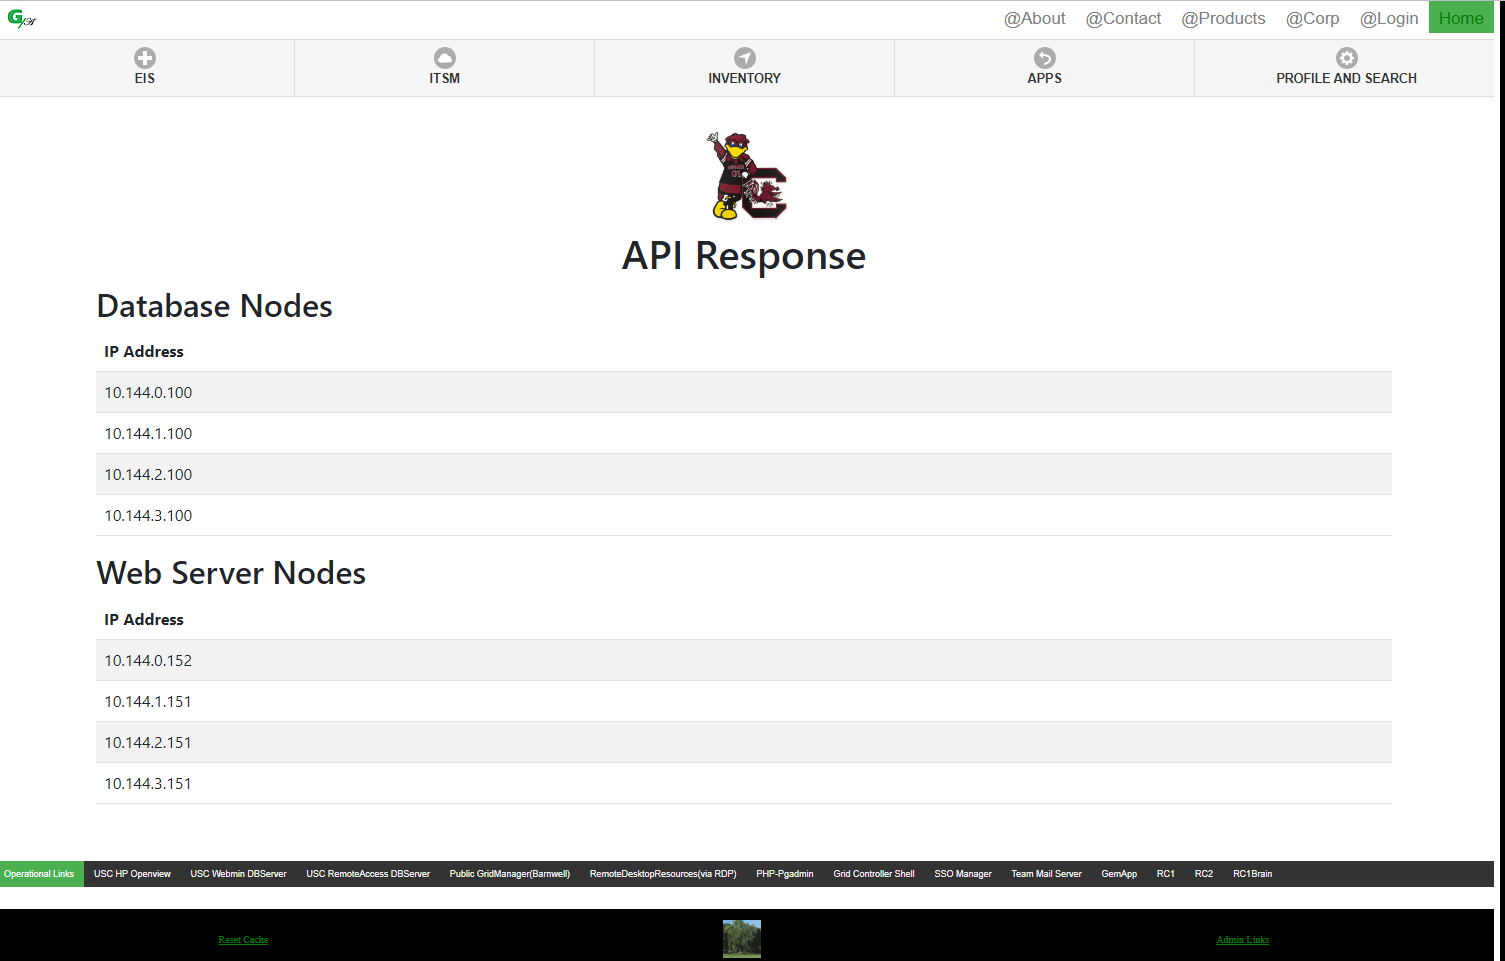 G/A
@About @Contact @Products @Corp @Login Home
EIS ITSM INVENTORY APPS PROFILE AND SEARCH
API Response
Database Nodes
IP Address
10.144.0.100
10.144.1.100
10.144.2.100
10.144.3.100
Web Server Nodes
IP Address
10.144.0.152
10.144.1.151
10.144.2.151
10.144.3.151
Operational Links USC HP Openview USC Webmin DBServer USC RemoteAccess DBServer Public GridManager(Barnwell) RemoteDesktopResources(via RDP) PHP-Pgadmin Grid Controller Shell SSO Manager Team Mail Server GemApp RC1 RC2 RC1Brain
Reset Cache Admin Links